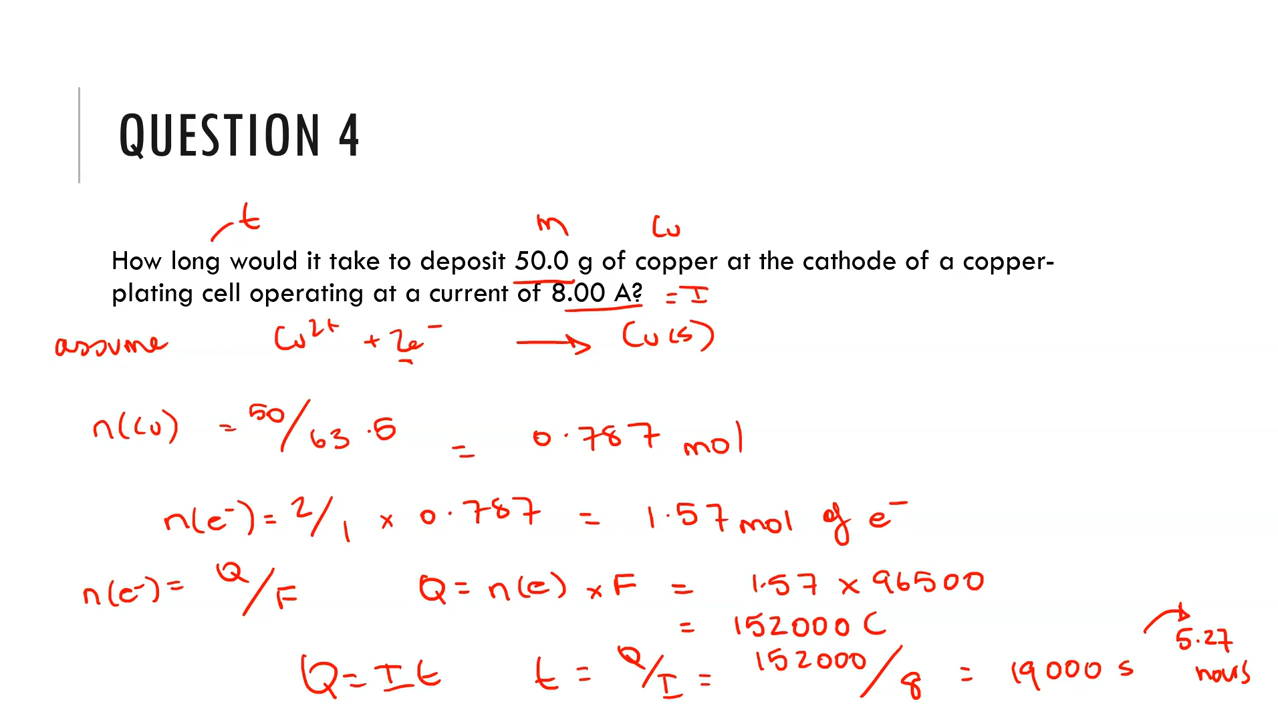 QUESTION 4
t
m Cu
How long would it take to deposit 50.0 g of copper at the cathode of a copper-
plating cell operating at a current of 8.00 A? = I
assume Cu²⁺ + 2e⁻ → Cu(s)
n(Cu) = 50/63.5 = 0.787 mol
n(e⁻) = 2/1 × 0.787 = 1.57 mol of e⁻
n(e⁻) = Q/F Q = n(e) × F = 1.57 × 96500
= 152000 C
Q = It t = Q/I = 152000/8 = 19000 s
5.27
hours